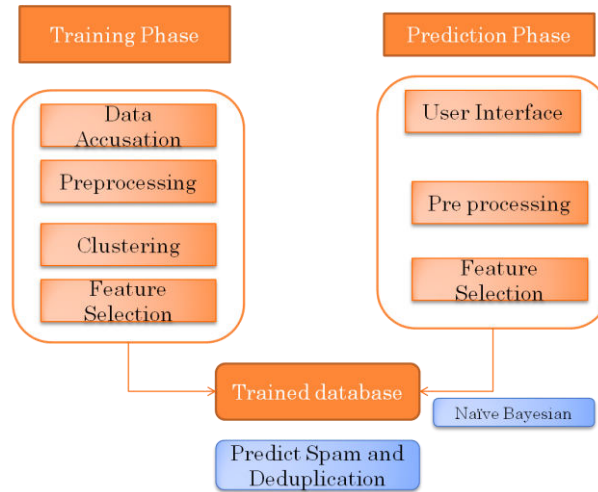 Training Phase
Prediction Phase
Data
Accusation
Preprocessing
Clustering
Feature
Selection
User Interface
Pre processing
Feature
Selection
Trained database
Naïve Bayesian
Predict Spam and
Deduplication